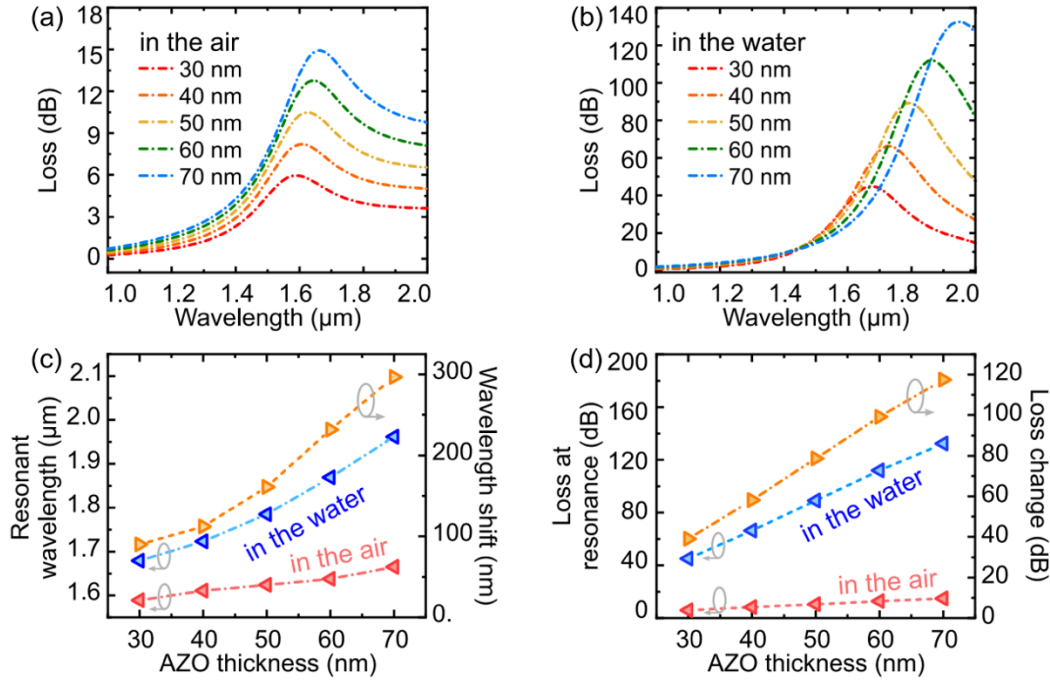 (a)
in the air
30 nm
40 nm
50 nm
60 nm
70 nm
Loss (dB)
18
15
12
9
6
3
0
1.0 1.2 1.4 1.6 1.8 2.0
Wavelength (µm)
(b)
in the water
30 nm
40 nm
50 nm
60 nm
70 nm
Loss (dB)
140
120
100
80
60
40
20
0
1.0 1.2 1.4 1.6 1.8 2.0
Wavelength (µm)
(c)
Resonant
wavelength (µm)
2.1
2.0
1.9
1.8
1.7
1.6
in the water
in the air
300
200
100
0.
Wavelength
shift (nm)
30 40 50 60 70
AZO thickness (nm)
(d)
Loss at
resonance (dB)
200
180
160
120
80
60
40
0
in the water
in the air
120
100
80
60
40
20
10
0
Loss
change (dB)
30 40 50 60 70
AZO thickness (nm)